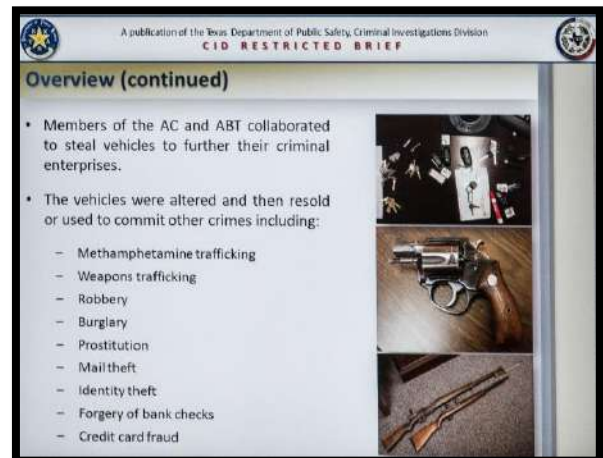 A publication of the Texas Department of Public Safety, Criminal Investigations Division
CID RESTRICTED BRIEF
Overview (continued)
• Members of the AC and ABT collaborated
to steal vehicles to further their criminal
enterprises.
• The vehicles were altered and then resold
or used to commit other crimes including:
– Methamphetamine trafficking
– Weapons trafficking
– Robbery
– Burglary
– Prostitution
– Mail theft
– Identity theft
– Forgery of bank checks
– Credit card fraud